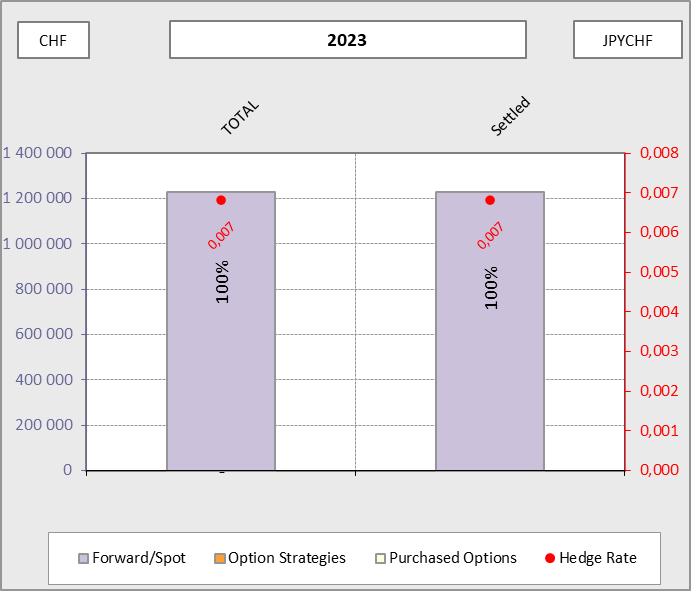 CHF
2023
JPYCHF
TOTAL
Settled
1 400 000
1 200 000
1 000 000
800 000
600 000
400 000
200 000
0
0,007
100%
0,007
100%
-
0,008
0,007
0,006
0,005
0,004
0,003
0,002
0,001
0,000
Forward/Spot
Option Strategies
Purchased Options
Hedge Rate